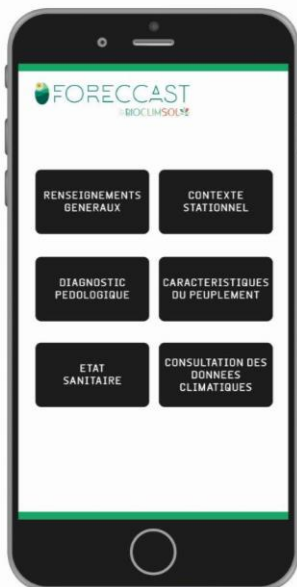 FORECCAST
BIOCLIMSOL
RENSEIGNEMENTS
GENERAUX
CONTEXTE
STATIONNEL
DIAGNOSTIC
PEDOLOGIQUE
CARACTERISTIQUES
DU PEUPLEMENT
ETAT
SANITAIRE
CONSULTATION DES
DONNEES
CLIMATIQUES